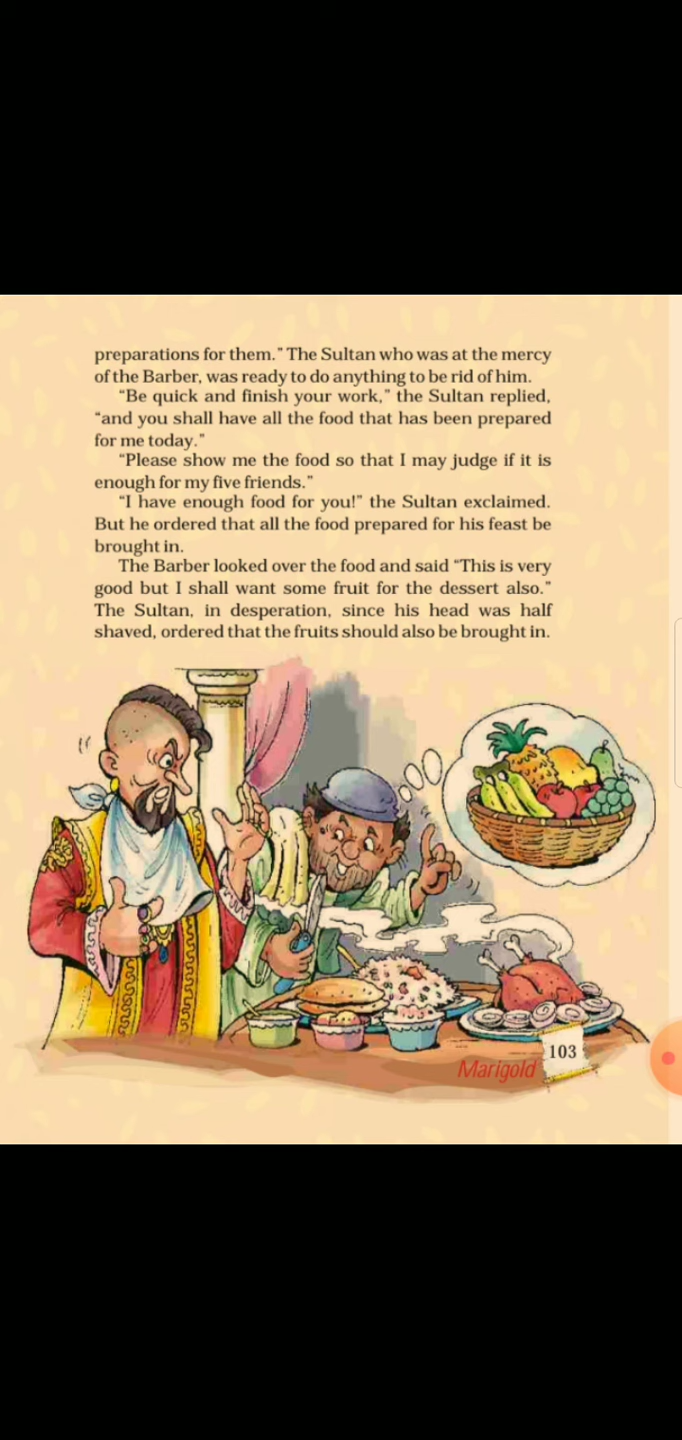 preparations for them.” The Sultan who was at the mercy
of the Barber, was ready to do anything to be rid of him.
“Be quick and finish your work,” the Sultan replied,
“and you shall have all the food that has been prepared
for me today.”
“Please show me the food so that I may judge if it is
enough for my five friends.”
“I have enough food for you!” the Sultan exclaimed.
But he ordered that all the food prepared for his feast be
brought in.
The Barber looked over the food and said “This is very
good but I shall want some fruit for the dessert also.”
The Sultan, in desperation, since his head was half
shaved, ordered that the fruits should also be brought in.
103
Marigold